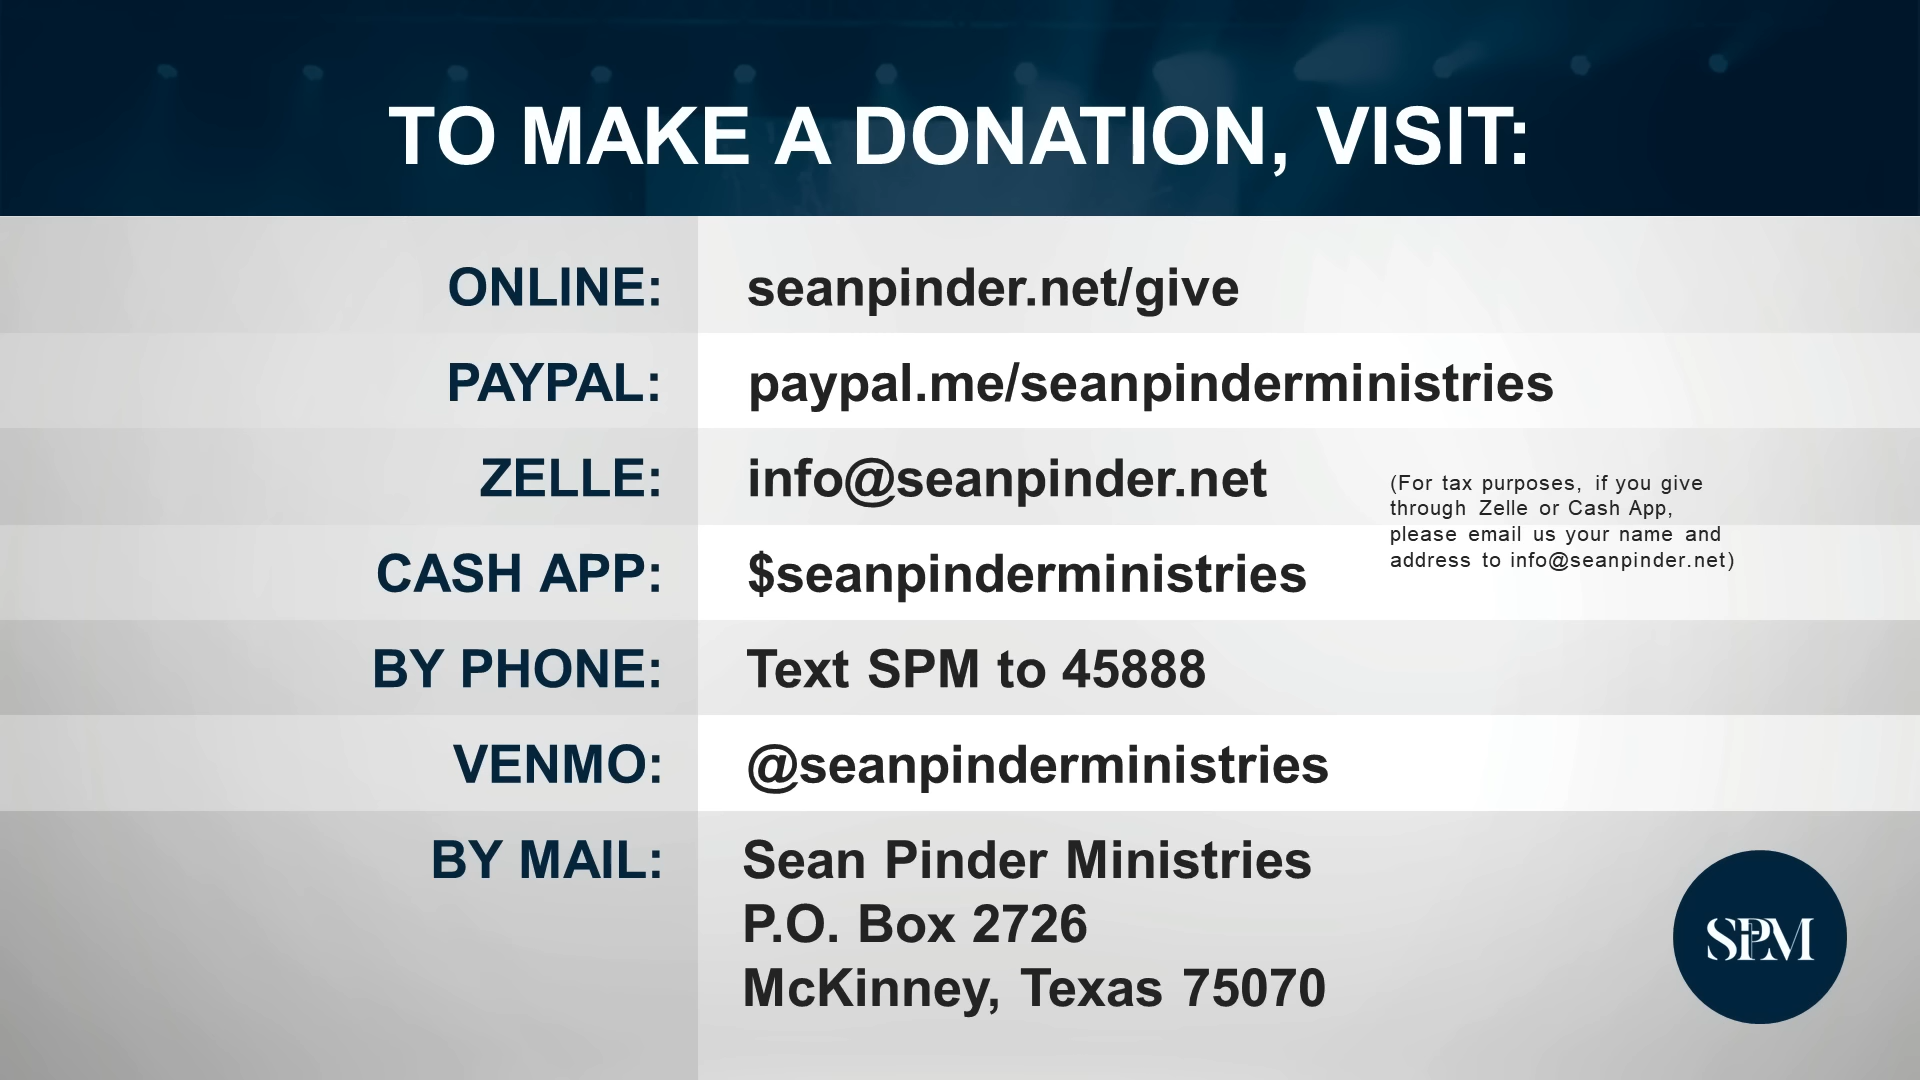 TO MAKE A DONATION, VISIT:
ONLINE: seanpinder.net/give
PAYPAL: paypal.me/seanpinderministries
ZELLE: info@seanpinder.net
CASH APP: $seanpinderministries
(For tax purposes, if you give
through Zelle or Cash App,
please email us your name and
address to info@seanpinder.net)
BY PHONE: Text SPM to 45888
VENMO: @seanpinderministries
BY MAIL: Sean Pinder Ministries
P.O. Box 2726
McKinney, Texas 75070
SPM